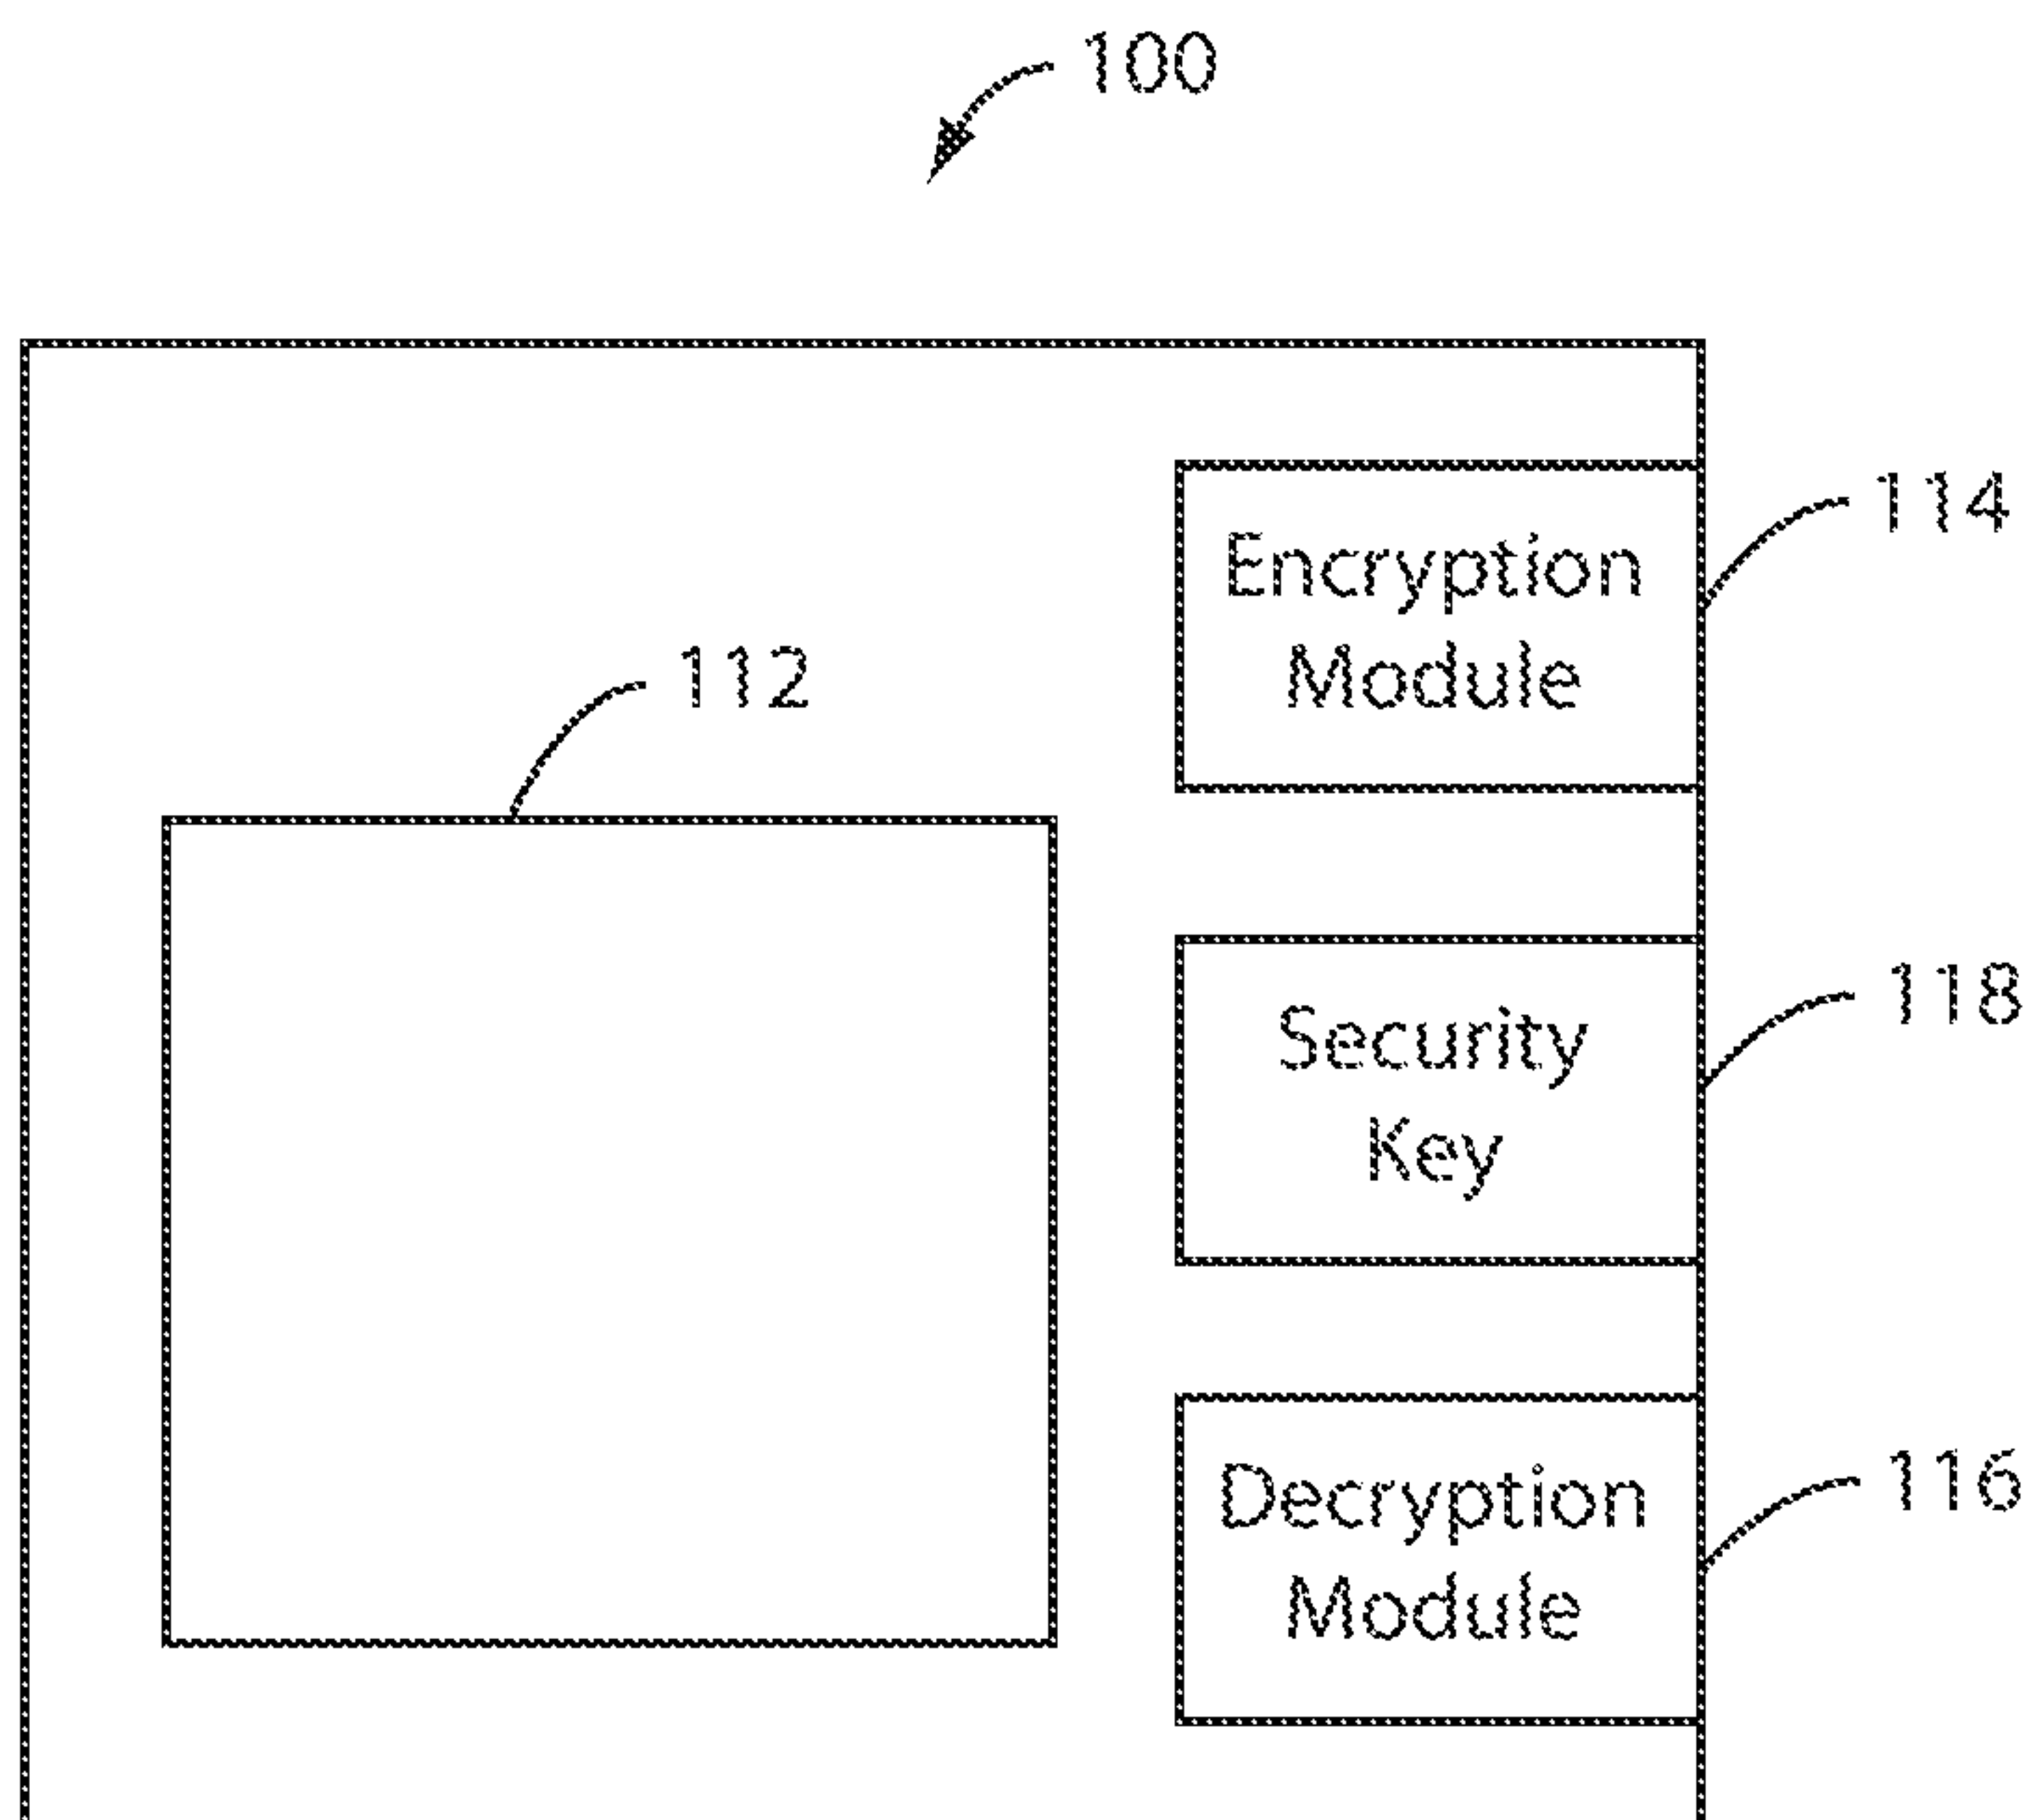 100
114
Encryption
Module
112
118
Security
Key
116
Decryption
Module